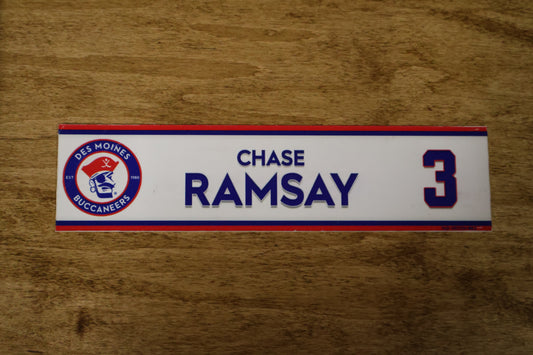 DES MOINES
EST. 1980
BUCCANEERS
CHASE
RAMSAY
3